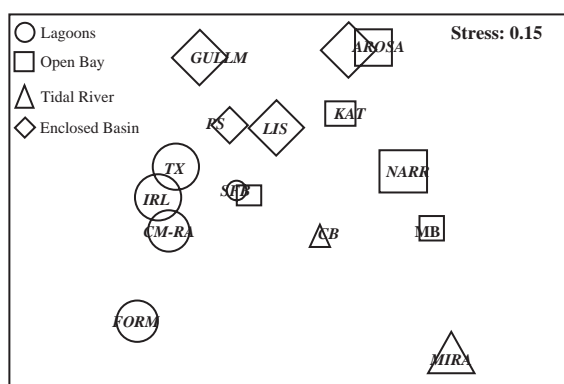 Lagoons
Stress: 0.15
Open Bay
Tidal River
Enclosed Basin
GULLM
AROSA
PS
LIS
KAT
TX
NARR
IRL
SFB
CM-RA
CB
MB
FORM
MIRA